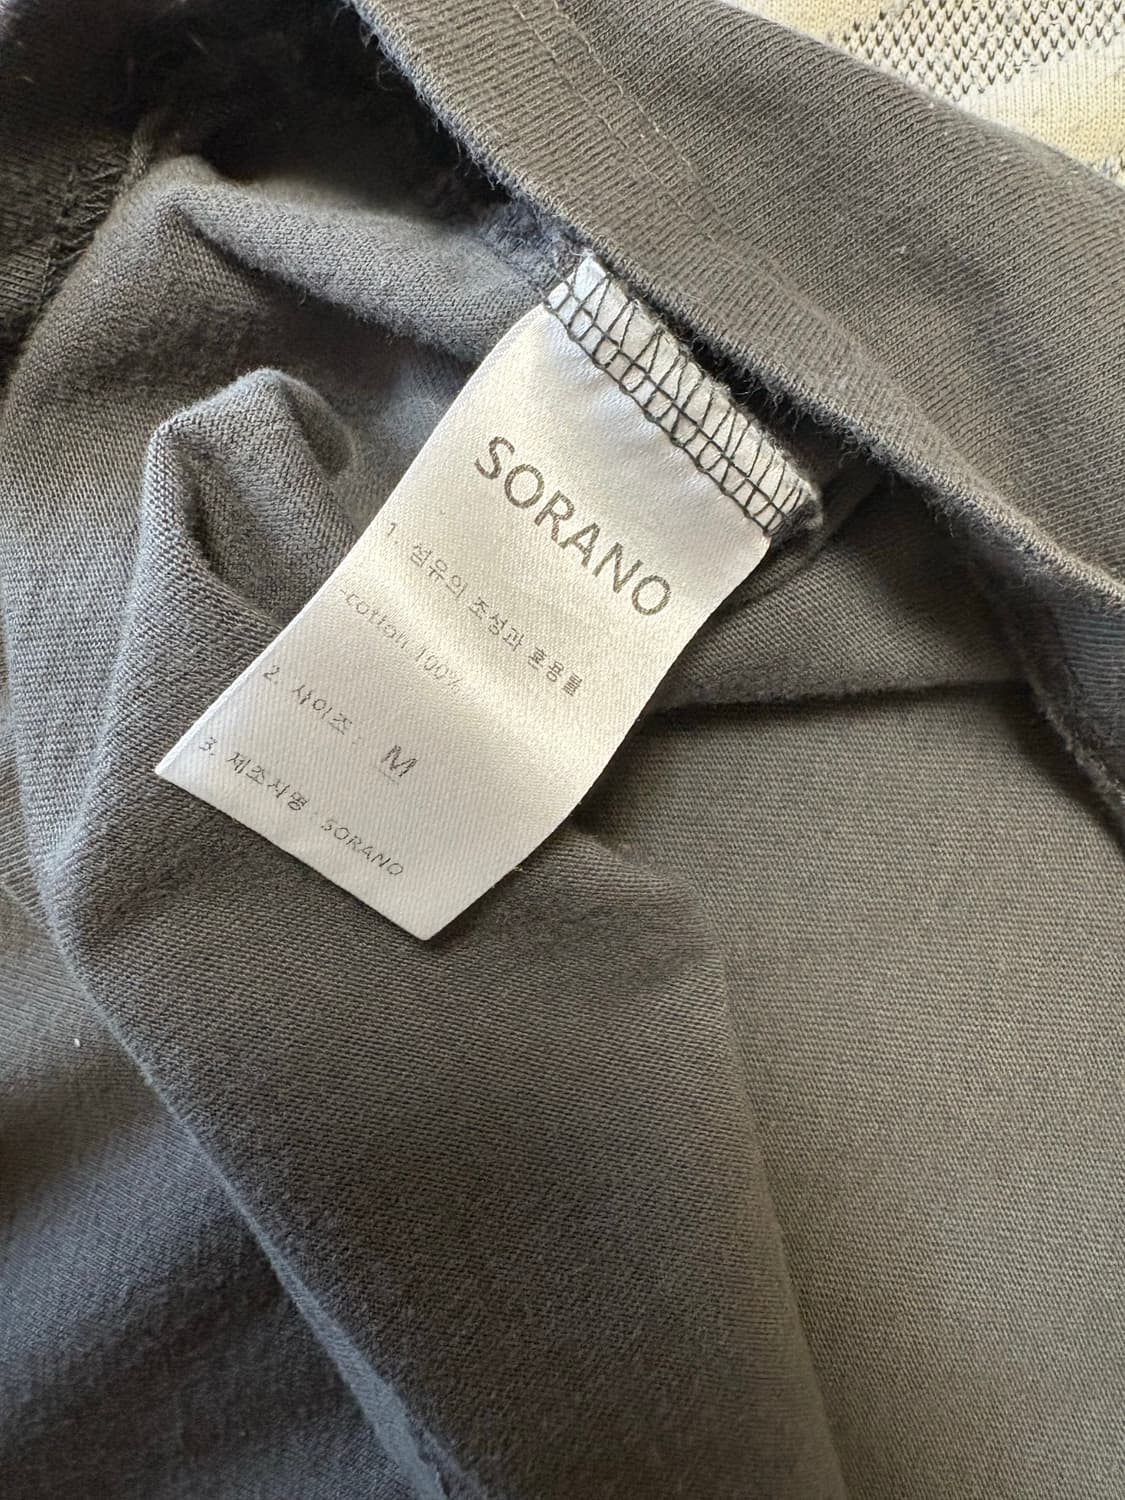 SORANO
1. 섬유의 조성과 혼용률
-cotton 100%
2. 사이즈 : M
3. 제조사명 : SORANO